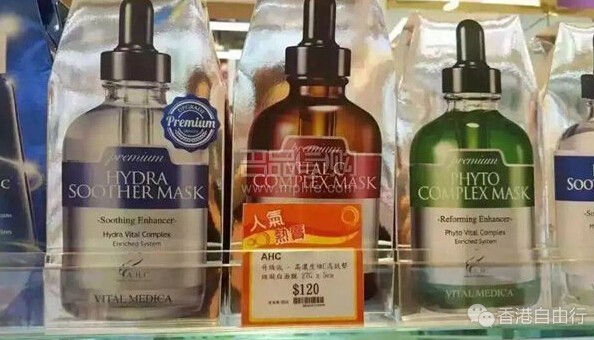 premium
HYDRA
SOOTHER MASK
-Soothing Enhancer-
Hydra Vital Complex
Enriched System
A.H.C
VITAL MEDICA
UPGRADE
Premium
VITAL C
COMPLEX MASK
人氣
熱賣
AHC
$120
premium
PHYTO
COMPLEX MASK
-Reforming Enhancer-
Phyto Vital Complex
Enriched System
VITAL MEDICA
香港自由行